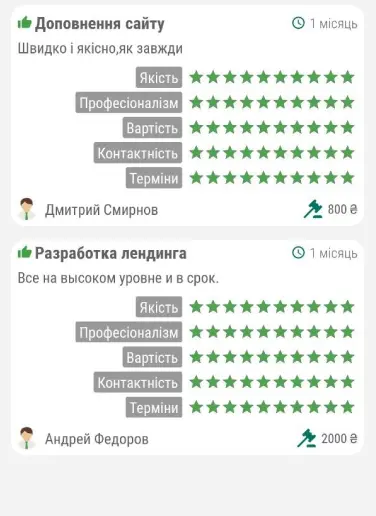 Доповнення сайту 1 місяць
Швидко і якісно,як завжди
Якість
Професіоналізм
Вартість
Контактність
Терміни
Дмитрий Смирнов 800 ₴
Разработка лендинга 1 місяць
Все на высоком уровне и в срок.
Якість
Професіоналізм
Вартість
Контактність
Терміни
Андрей Федоров 2000 ₴